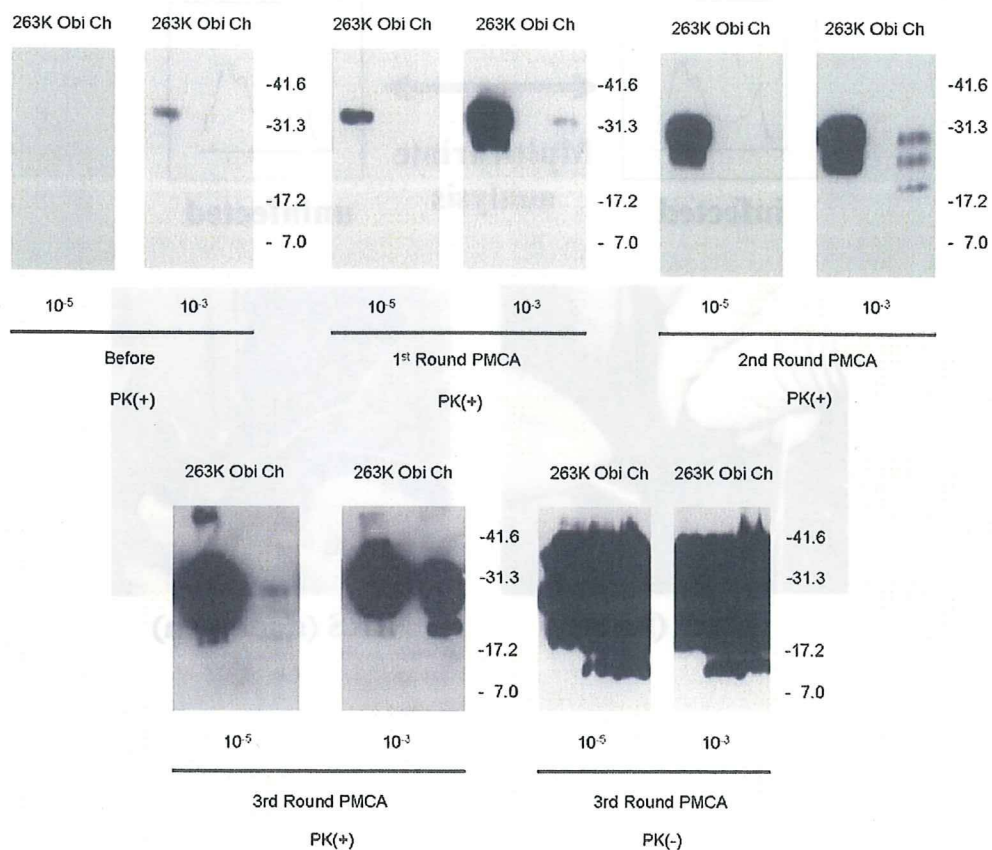 263K Obi Ch 263K Obi Ch 263K Obi Ch 263K Obi Ch 263K Obi Ch 263K Obi Ch
-41.6 -41.6 -41.6
-31.3 -31.3 -31.3
-17.2 -17.2 -17.2
- 7.0 - 7.0 - 7.0
10⁻⁵ 10⁻³ 10⁻⁵ 10⁻³ 10⁻⁵ 10⁻³
Before 1st Round PMCA 2nd Round PMCA
PK(+) PK(+) PK(+)
263K Obi Ch 263K Obi Ch 263K Obi Ch 263K Obi Ch
-41.6 -41.6
-31.3 -31.3
-17.2 -17.2
- 7.0 - 7.0
10⁻⁵ 10⁻³ 10⁻⁵ 10⁻³
3rd Round PMCA 3rd Round PMCA
PK(+) PK(-)